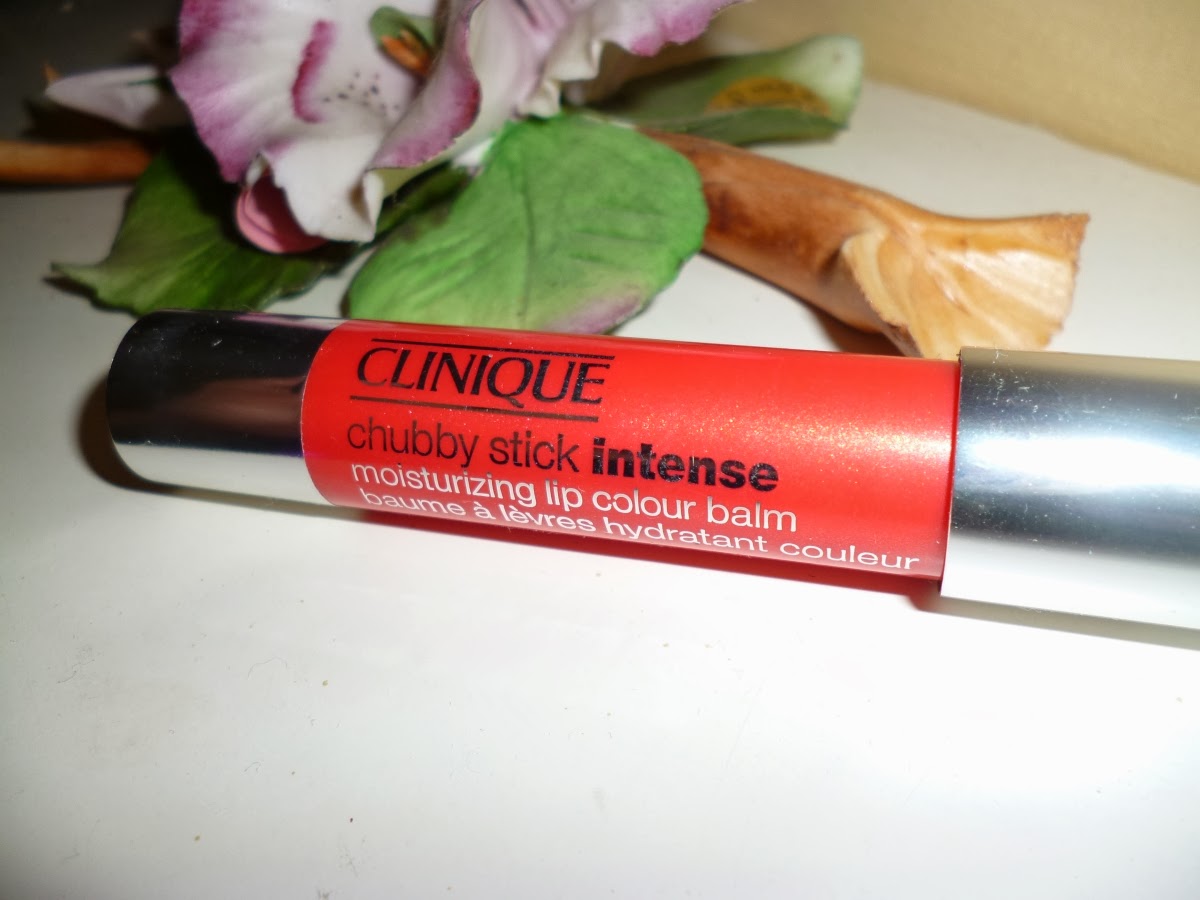 CLINIQUE
chubby stick intense
moisturizing lip colour balm
baume à lèvres hydratant couleur